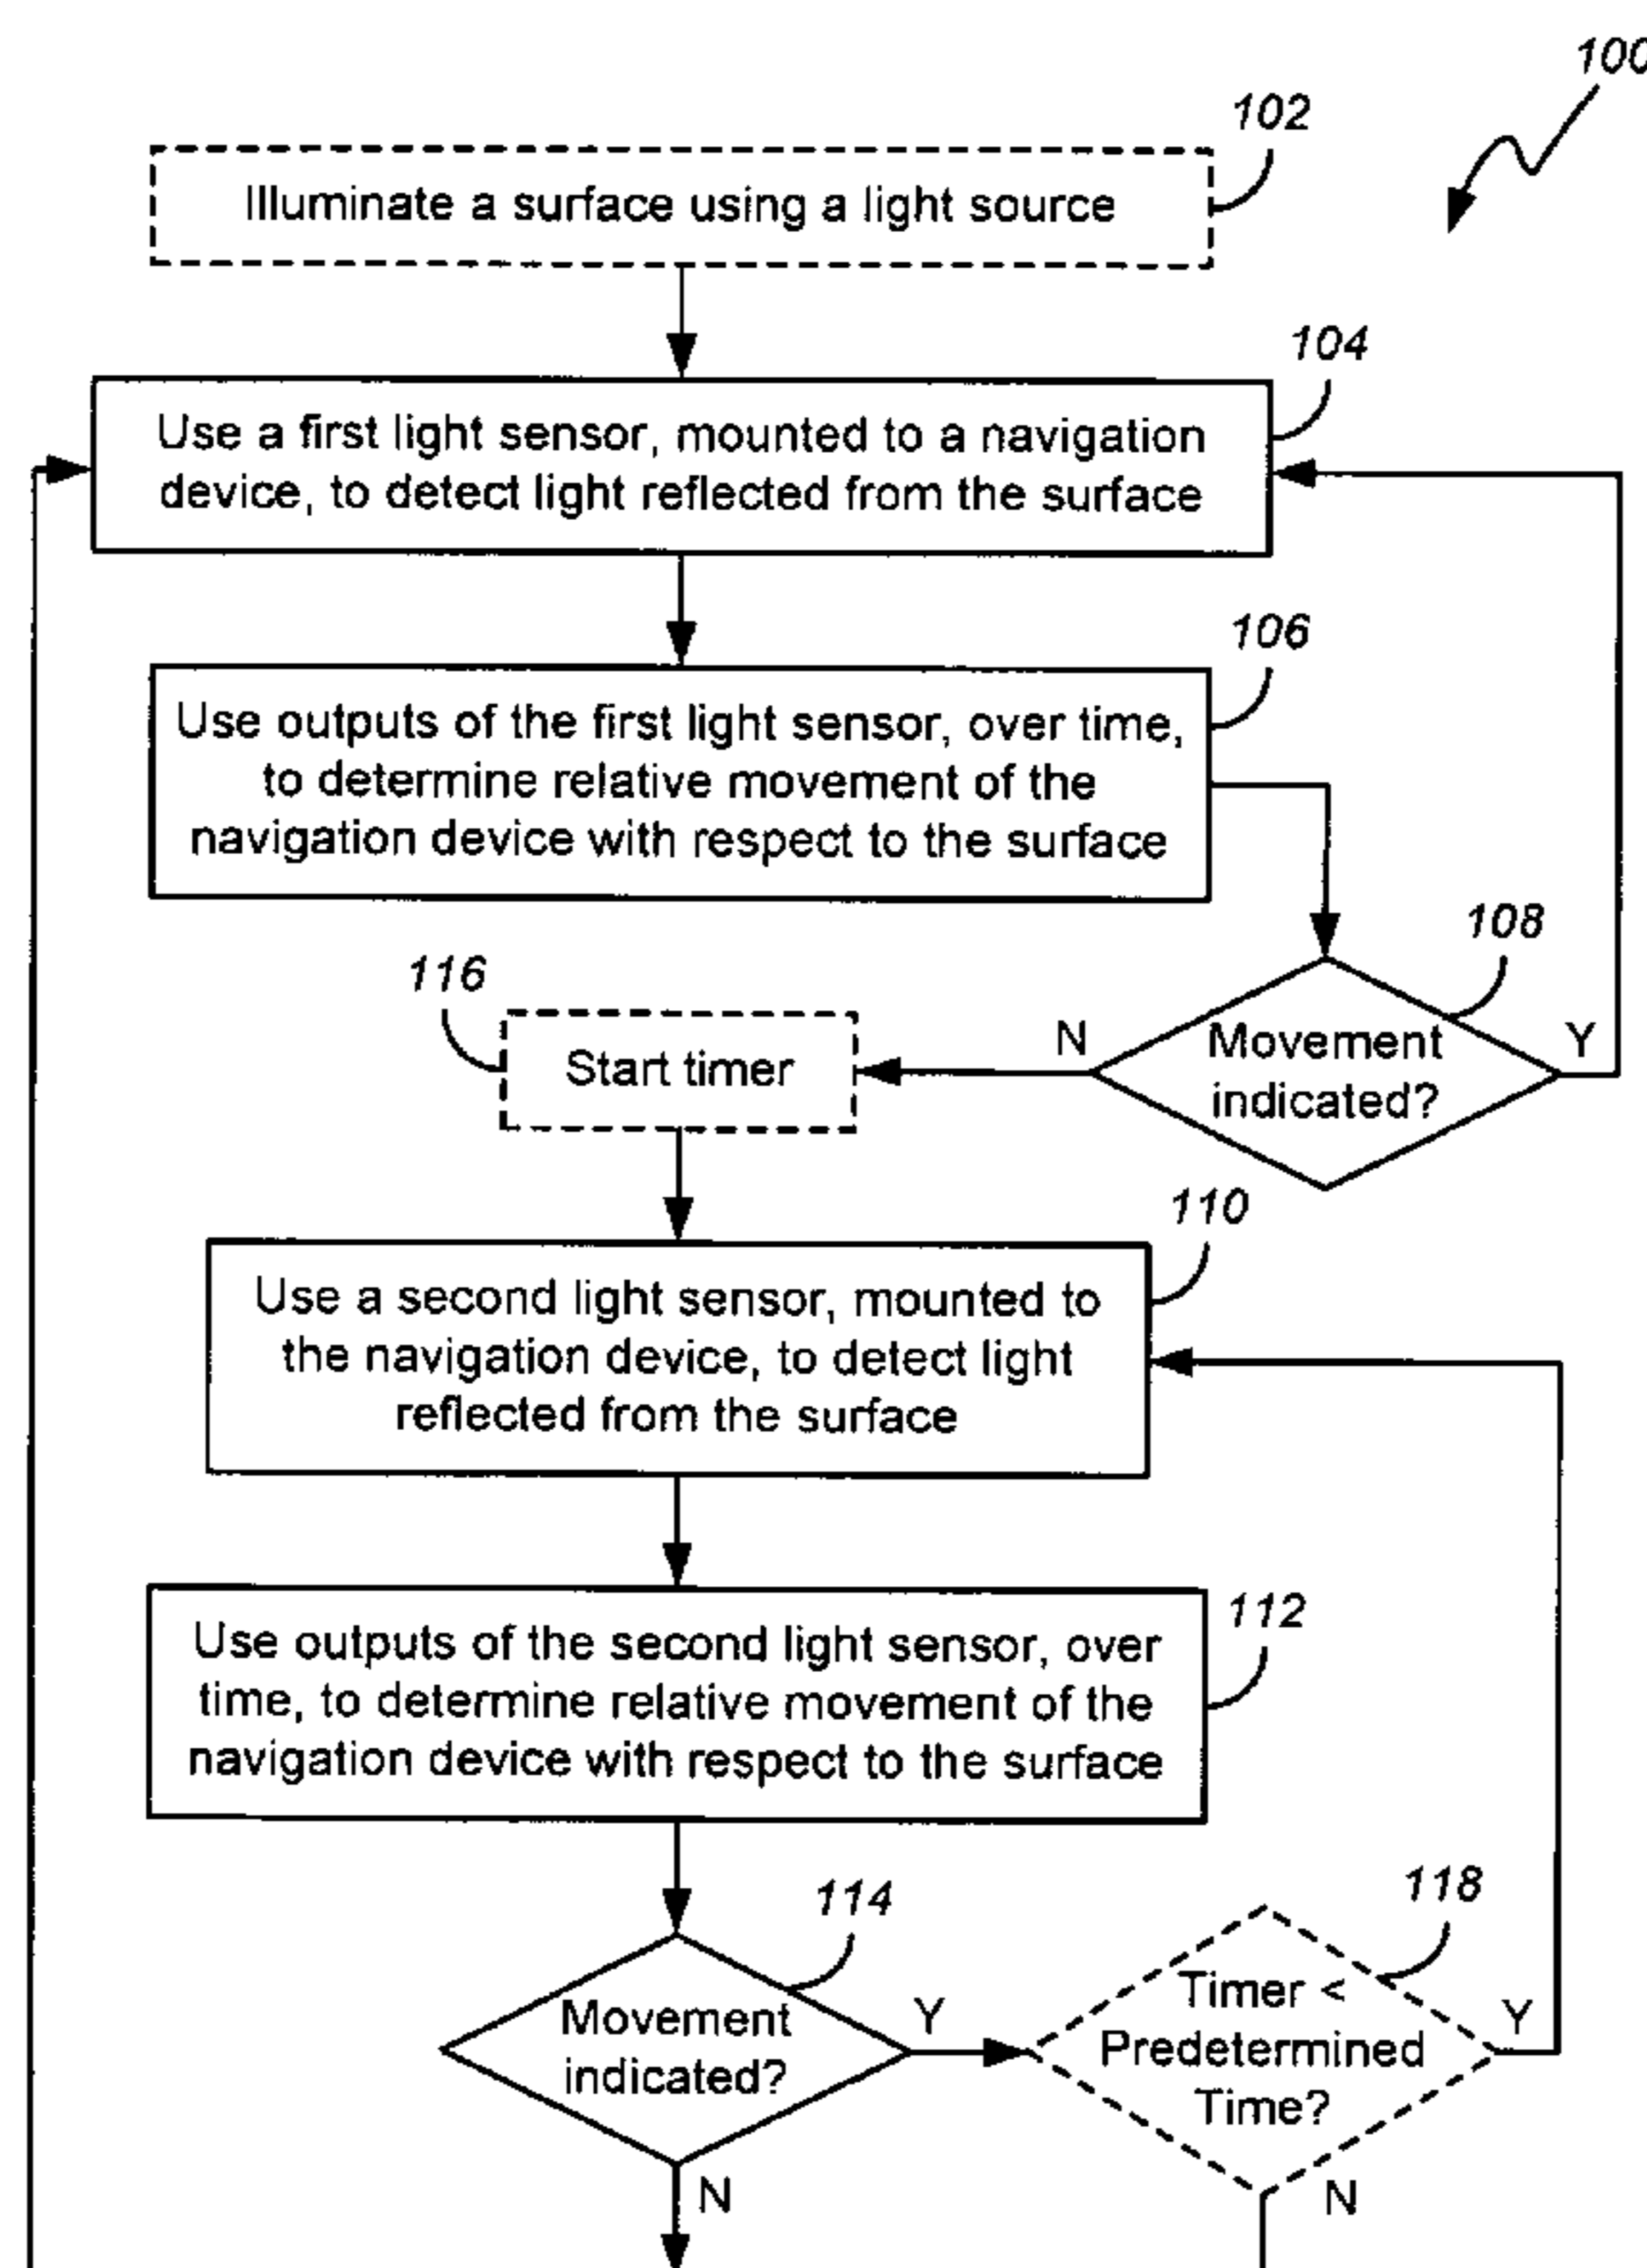 100
102
Illuminate a surface using a light source
104
Use a first light sensor, mounted to a navigation
device, to detect light reflected from the surface
106
Use outputs of the first light sensor, over time,
to determine relative movement of the
navigation device with respect to the surface
108
116
Movement
indicated?
N
Y
Start timer
110
Use a second light sensor, mounted to
the navigation device, to detect light
reflected from the surface
112
Use outputs of the second light sensor, over
time, to determine relative movement of the
navigation device with respect to the surface
114
118
Movement
indicated?
Y
Timer <
Predetermined
Time?
Y
N
N